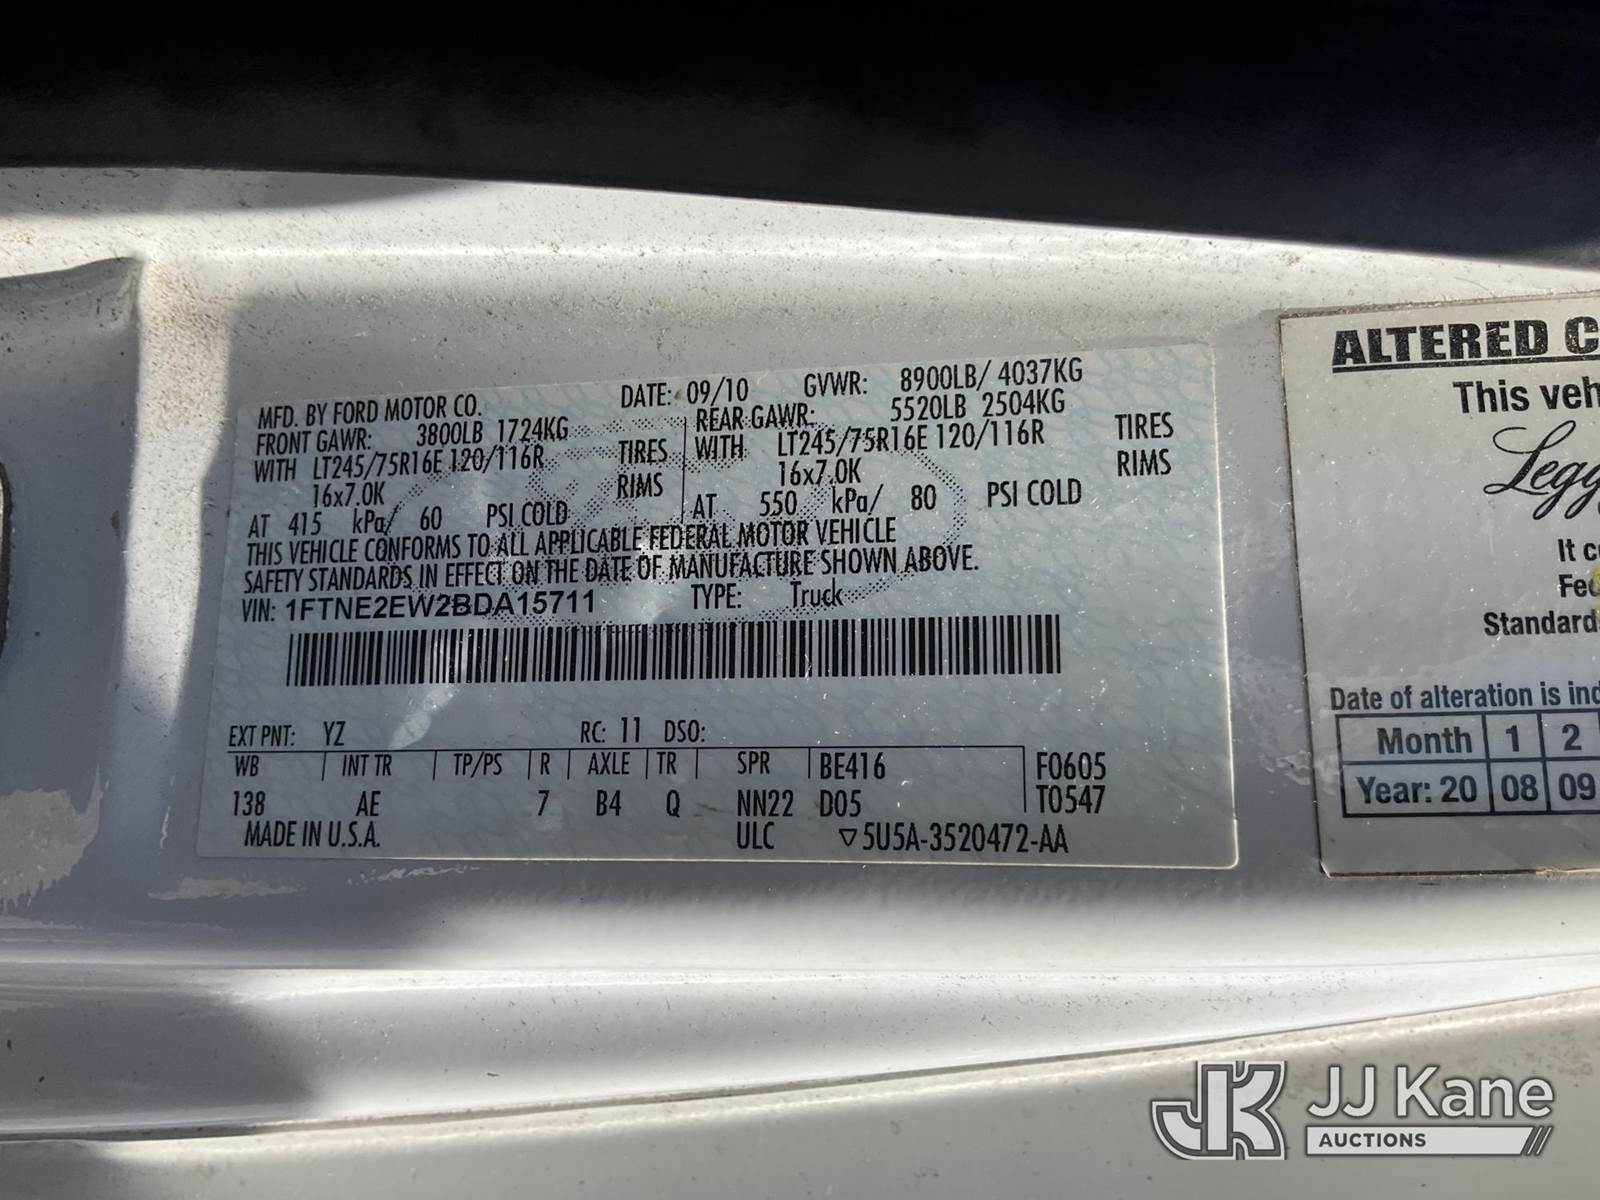 MFD. BY FORD MOTOR CO. DATE: 09/10 GVWR: 8900LB/ 4037KG
FRONT GAWR: 3800LB 1724KG REAR GAWR: 5520LB 2504KG
WITH LT245/75R16E 120/116R TIRES WITH LT245/75R16E 120/116R TIRES
16x7.0K RIMS 16x7.0K RIMS
AT 415 kPa/ 60 PSI COLD AT 550 kPa/ 80 PSI COLD
THIS VEHICLE CONFORMS TO ALL APPLICABLE FEDERAL MOTOR VEHICLE
SAFETY STANDARDS IN EFFECT ON THE DATE OF MANUFACTURE SHOWN ABOVE.
VIN: 1FTNE2EW2BDA15711 TYPE: Truck
EXT PNT: YZ RC: 11 DSO:
WB INT TR TP/PS R AXLE TR SPR BE416 F0605
138 AE 7 B4 Q NN22 D05 T0547
MADE IN U.S.A. ULC ▽5U5A-3520472-AA
ALTERED C
This veh
Legg
It c
Fed
Standard
Date of alteration is ind
Month 1 2
Year: 20 08 09
JK JJ Kane
AUCTIONS